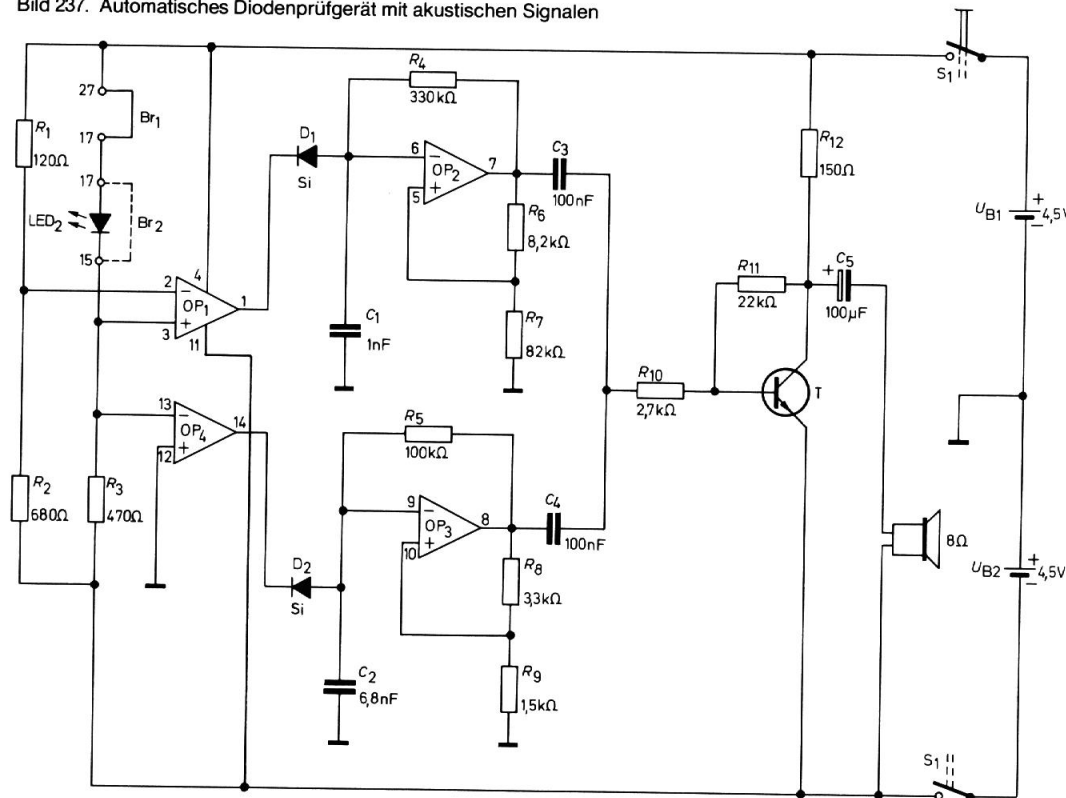 Bild 237. Automatisches Diodenprüfgerät mit akustischen Signalen
S1
27
Br1
17
R1
120Ω
17
LED2
Br2
15
2
−
4
OP1
1
3
+
11
D1
Si
R4
330kΩ
6
−
OP2
7
5
+
C3
100nF
R6
8,2kΩ
C1
1nF
R7
82kΩ
R12
150Ω
UB1
+
−
4,5V
R11
22kΩ
+
C5
100µF
R10
2,7kΩ
T
13
−
OP4
14
12
+
R5
100kΩ
R2
680Ω
R3
470Ω
9
−
OP3
8
10
+
C4
100nF
8Ω
D2
Si
R8
3,3kΩ
UB2
+
−
4,5V
C2
6,8nF
R9
1,5kΩ
S1